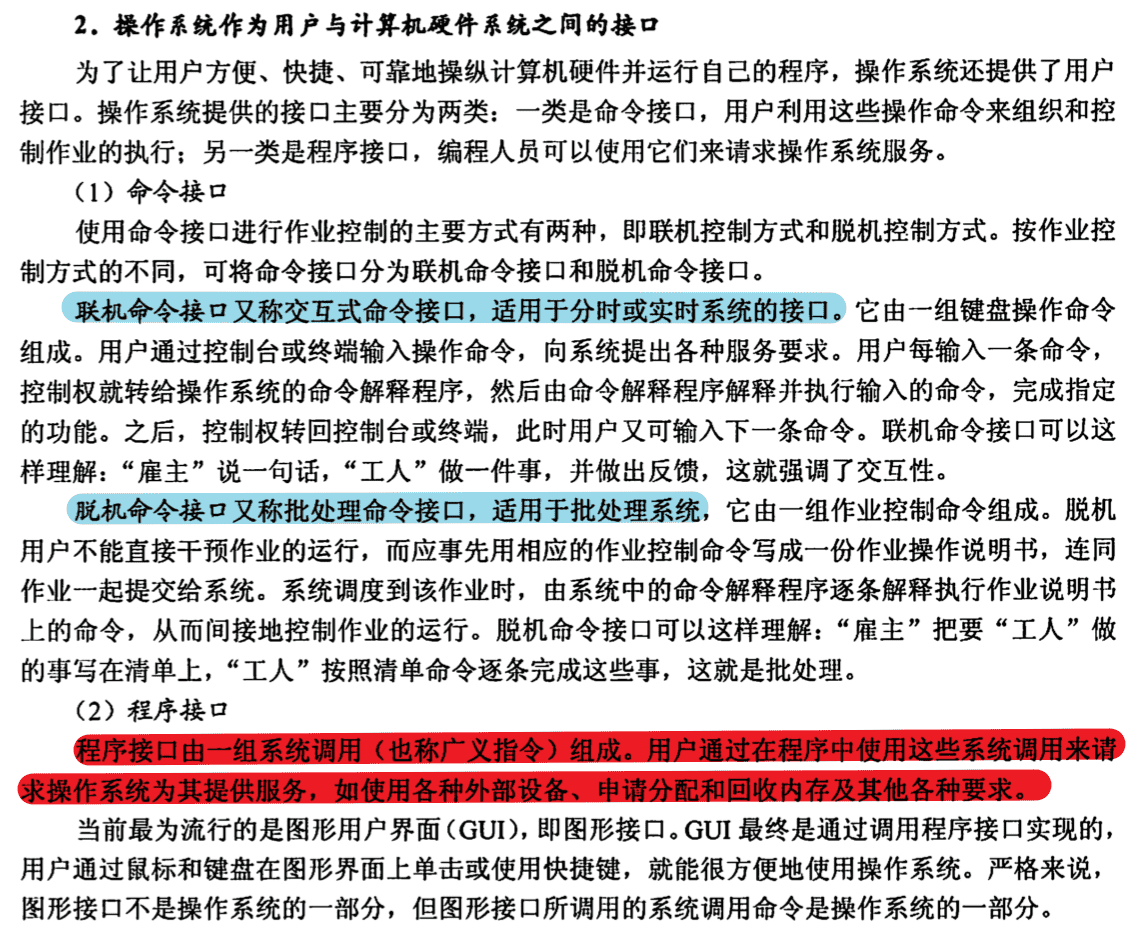 2．操作系统作为用户与计算机硬件系统之间的接口
为了让用户方便、快捷、可靠地操纵计算机硬件并运行自己的程序，操作系统还提供了用户
接口。操作系统提供的接口主要分为两类：一类是命令接口，用户利用这些操作命令来组织和控
制作业的执行；另一类是程序接口，编程人员可以使用它们来请求操作系统服务。
（1）命令接口
使用命令接口进行作业控制的主要方式有两种，即联机控制方式和脱机控制方式。按作业控
制方式的不同，可将命令接口分为联机命令接口和脱机命令接口。
联机命令接口又称交互式命令接口，适用于分时或实时系统的接口。它由一组键盘操作命令
组成。用户通过控制台或终端输入操作命令，向系统提出各种服务要求。用户每输入一条命令，
控制权就转给操作系统的命令解释程序，然后由命令解释程序解释并执行输入的命令，完成指定
的功能。之后，控制权转回控制台或终端，此时用户又可输入下一条命令。联机命令接口可以这
样理解：“雇主”说一句话，“工人”做一件事，并做出反馈，这就强调了交互性。
脱机命令接口又称批处理命令接口，适用于批处理系统，它由一组作业控制命令组成。脱机
用户不能直接干预作业的运行，而应事先用相应的作业控制命令写成一份作业操作说明书，连同
作业一起提交给系统。系统调度到该作业时，由系统中的命令解释程序逐条解释执行作业说明书
上的命令，从而间接地控制作业的运行。脱机命令接口可以这样理解：“雇主”把要“工人”做
的事写在清单上，“工人”按照清单命令逐条完成这些事，这就是批处理。
（2）程序接口
程序接口由一组系统调用（也称广义指令）组成。用户通过在程序中使用这些系统调用来请
求操作系统为其提供服务，如使用各种外部设备、申请分配和回收内存及其他各种要求。
当前最为流行的是图形用户界面（GUI），即图形接口。GUI 最终是通过调用程序接口实现的，
用户通过鼠标和键盘在图形界面上单击或使用快捷键，就能很方便地使用操作系统。严格来说，
图形接口不是操作系统的一部分，但图形接口所调用的系统调用命令是操作系统的一部分。